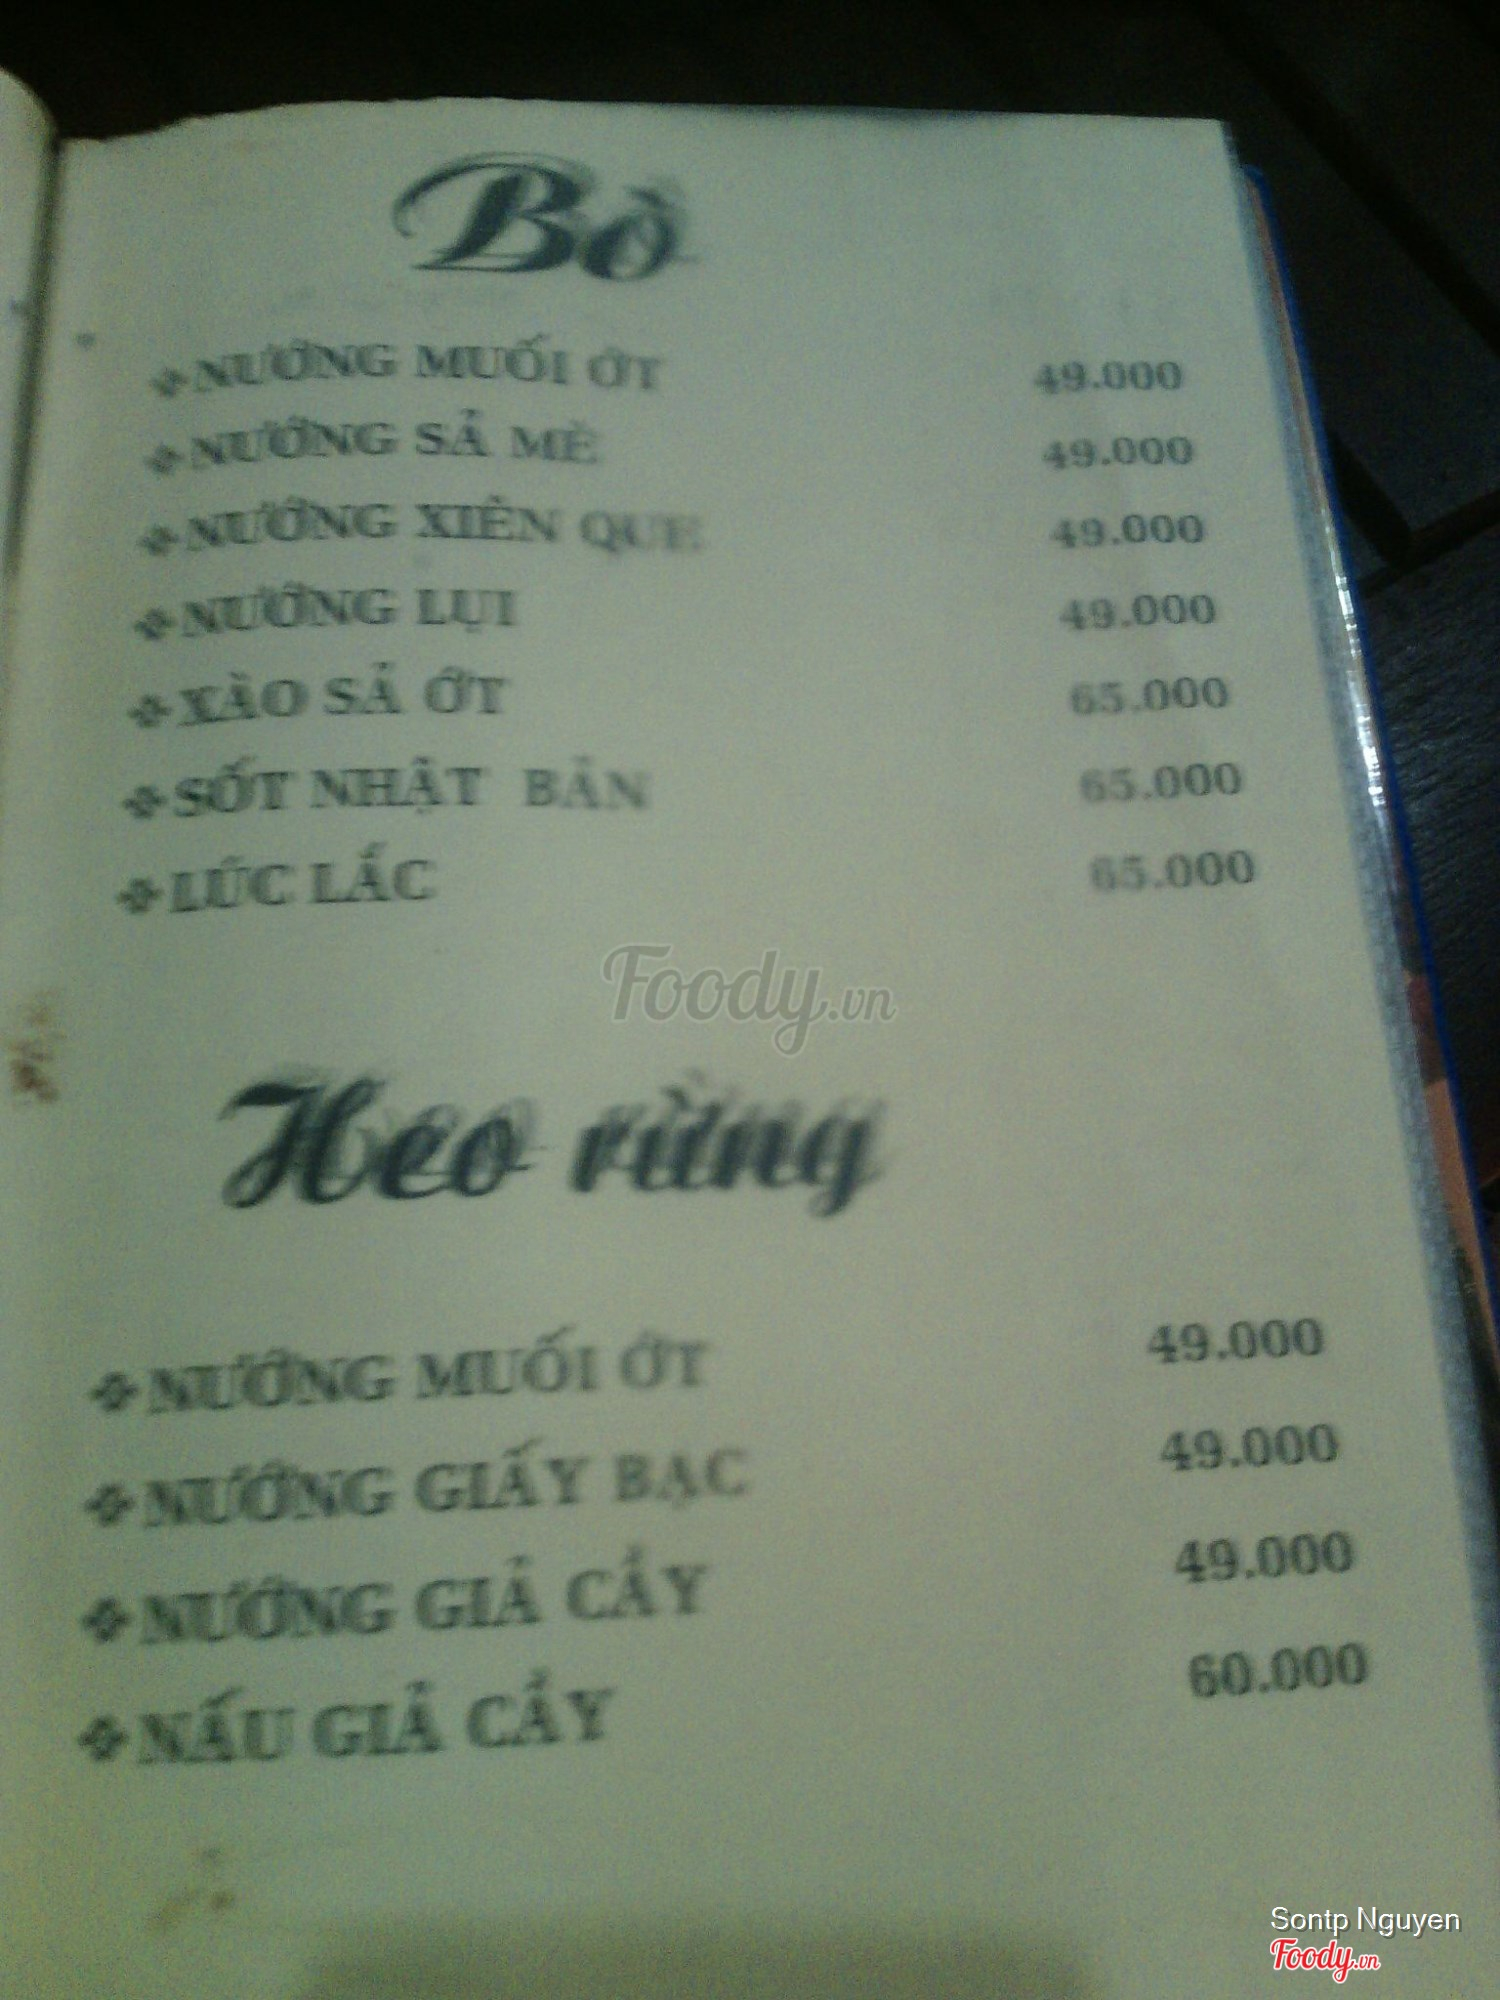 Bò
NƯỚNG MUỐI ỚT 49.000
NƯỚNG SẢ MÈ 49.000
NƯỚNG XIÊN QUE 49.000
NƯỚNG LỤI 49.000
XÀO SẢ ỚT 65.000
SỐT NHẬT BẢN 65.000
LÚC LẮC 65.000
Foody.vn
Heo rừng
NƯỚNG MUỐI ỚT 49.000
NƯỚNG GIẤY BẠC 49.000
NƯỚNG GIẢ CẦY 49.000
NẤU GIẢ CẦY 60.000
Sontp Nguyen
Foody.vn